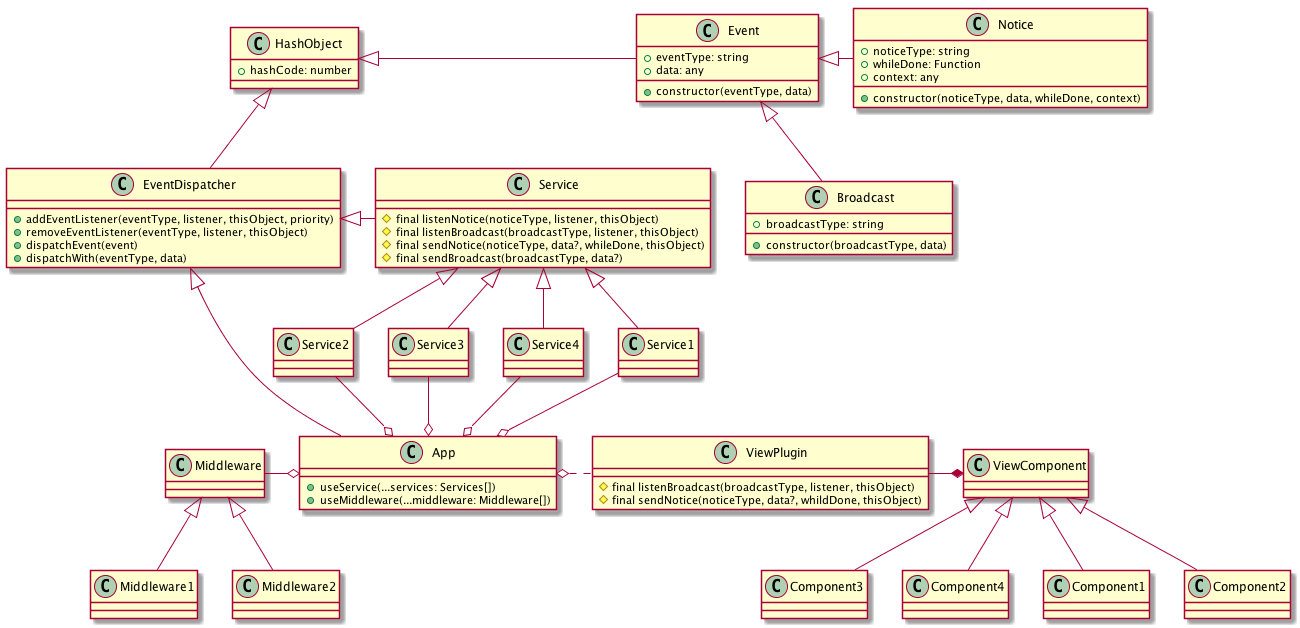 C HashObject
hashCode: number
C Event
eventType: string
data: any
constructor(eventType, data)
C Notice
noticeType: string
whileDone: Function
context: any
constructor(noticeType, data, whileDone, context)
C EventDispatcher
addEventListener(eventType, listener, thisObject, priority)
removeEventListener(eventType, listener, thisObject)
dispatchEvent(event)
dispatchWith(eventType, data)
C Service
final listenNotice(noticeType, listener, thisObject)
final listenBroadcast(broadcastType, listener, thisObject)
final sendNotice(noticeType, data?, whileDone, thisObject)
final sendBroadcast(broadcastType, data?)
C Broadcast
broadcastType: string
constructor(broadcastType, data)
C Service2
C Service3
C Service4
C Service1
C Middleware
C App
useService(...services: Services[])
useMiddleware(...middleware: Middleware[])
C ViewPlugin
final listenBroadcast(broadcastType, listener, thisObject)
final sendNotice(noticeType, data?, whildDone, thisObject)
C ViewComponent
C Middleware1
C Middleware2
C Component3
C Component4
C Component1
C Component2